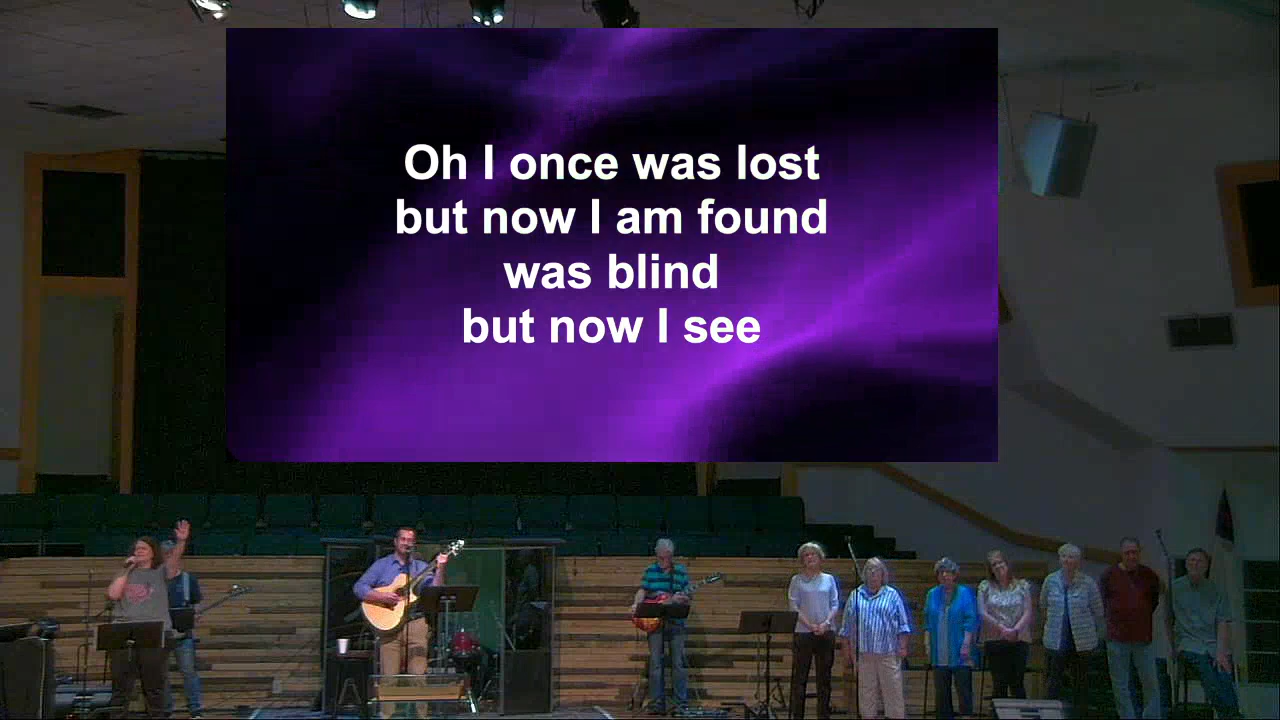 Oh I once was lost
but now I am found
was blind
but now I see